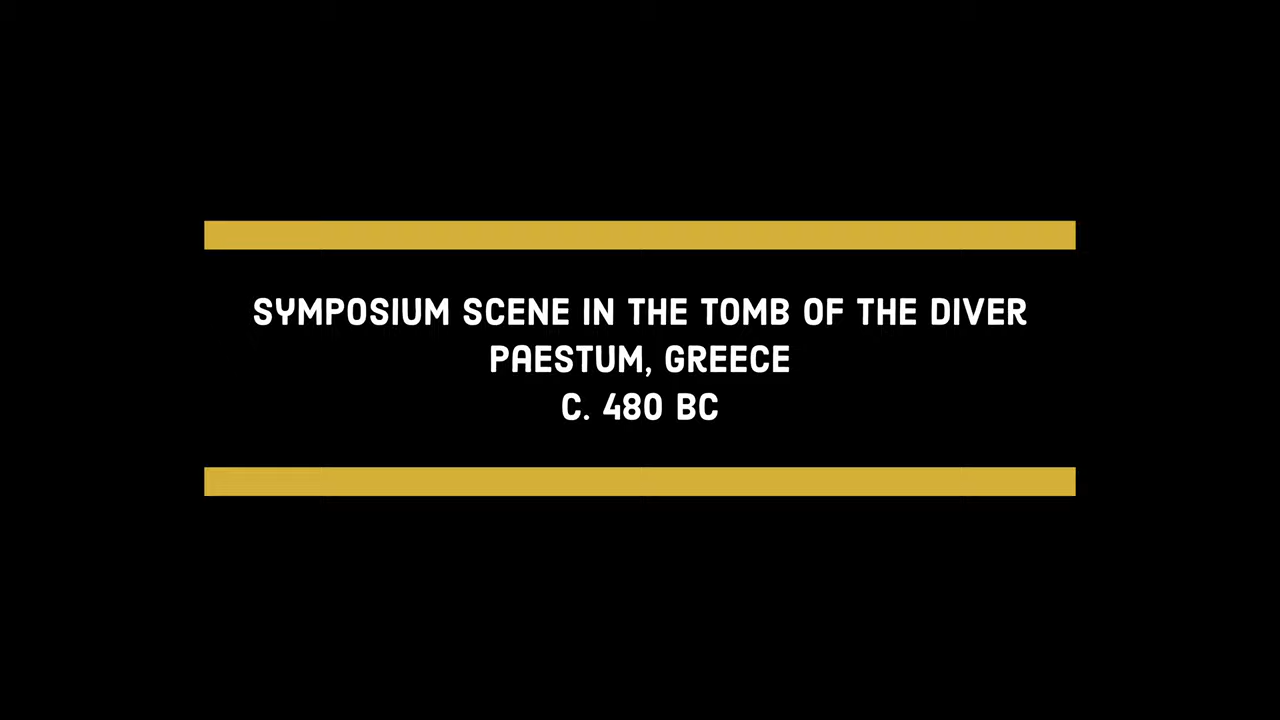 SYMPOSIUM SCENE IN THE TOMB OF THE DIVER
PAESTUM, GREECE
C. 480 BC